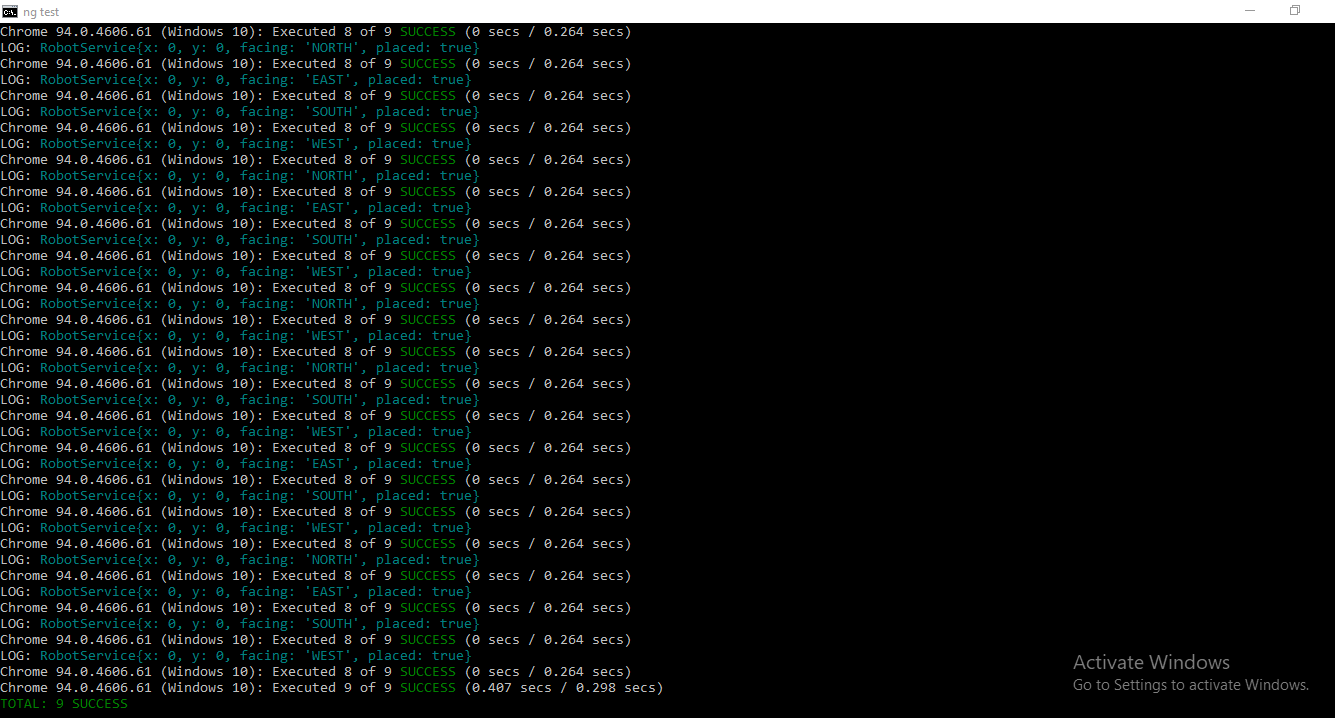 ng test
Chrome 94.0.4606.61 (Windows 10): Executed 8 of 9 SUCCESS (0 secs / 0.264 secs)
LOG: RobotService{x: 0, y: 0, facing: 'NORTH', placed: true}
Chrome 94.0.4606.61 (Windows 10): Executed 8 of 9 SUCCESS (0 secs / 0.264 secs)
LOG: RobotService{x: 0, y: 0, facing: 'EAST', placed: true}
Chrome 94.0.4606.61 (Windows 10): Executed 8 of 9 SUCCESS (0 secs / 0.264 secs)
LOG: RobotService{x: 0, y: 0, facing: 'SOUTH', placed: true}
Chrome 94.0.4606.61 (Windows 10): Executed 8 of 9 SUCCESS (0 secs / 0.264 secs)
LOG: RobotService{x: 0, y: 0, facing: 'WEST', placed: true}
Chrome 94.0.4606.61 (Windows 10): Executed 8 of 9 SUCCESS (0 secs / 0.264 secs)
LOG: RobotService{x: 0, y: 0, facing: 'NORTH', placed: true}
Chrome 94.0.4606.61 (Windows 10): Executed 8 of 9 SUCCESS (0 secs / 0.264 secs)
LOG: RobotService{x: 0, y: 0, facing: 'EAST', placed: true}
Chrome 94.0.4606.61 (Windows 10): Executed 8 of 9 SUCCESS (0 secs / 0.264 secs)
LOG: RobotService{x: 0, y: 0, facing: 'SOUTH', placed: true}
Chrome 94.0.4606.61 (Windows 10): Executed 8 of 9 SUCCESS (0 secs / 0.264 secs)
LOG: RobotService{x: 0, y: 0, facing: 'WEST', placed: true}
Chrome 94.0.4606.61 (Windows 10): Executed 8 of 9 SUCCESS (0 secs / 0.264 secs)
LOG: RobotService{x: 0, y: 0, facing: 'NORTH', placed: true}
Chrome 94.0.4606.61 (Windows 10): Executed 8 of 9 SUCCESS (0 secs / 0.264 secs)
LOG: RobotService{x: 0, y: 0, facing: 'WEST', placed: true}
Chrome 94.0.4606.61 (Windows 10): Executed 8 of 9 SUCCESS (0 secs / 0.264 secs)
LOG: RobotService{x: 0, y: 0, facing: 'NORTH', placed: true}
Chrome 94.0.4606.61 (Windows 10): Executed 8 of 9 SUCCESS (0 secs / 0.264 secs)
LOG: RobotService{x: 0, y: 0, facing: 'SOUTH', placed: true}
Chrome 94.0.4606.61 (Windows 10): Executed 8 of 9 SUCCESS (0 secs / 0.264 secs)
LOG: RobotService{x: 0, y: 0, facing: 'WEST', placed: true}
Chrome 94.0.4606.61 (Windows 10): Executed 8 of 9 SUCCESS (0 secs / 0.264 secs)
LOG: RobotService{x: 0, y: 0, facing: 'EAST', placed: true}
Chrome 94.0.4606.61 (Windows 10): Executed 8 of 9 SUCCESS (0 secs / 0.264 secs)
LOG: RobotService{x: 0, y: 0, facing: 'SOUTH', placed: true}
Chrome 94.0.4606.61 (Windows 10): Executed 8 of 9 SUCCESS (0 secs / 0.264 secs)
LOG: RobotService{x: 0, y: 0, facing: 'WEST', placed: true}
Chrome 94.0.4606.61 (Windows 10): Executed 8 of 9 SUCCESS (0 secs / 0.264 secs)
LOG: RobotService{x: 0, y: 0, facing: 'NORTH', placed: true}
Chrome 94.0.4606.61 (Windows 10): Executed 8 of 9 SUCCESS (0 secs / 0.264 secs)
LOG: RobotService{x: 0, y: 0, facing: 'EAST', placed: true}
Chrome 94.0.4606.61 (Windows 10): Executed 8 of 9 SUCCESS (0 secs / 0.264 secs)
LOG: RobotService{x: 0, y: 0, facing: 'SOUTH', placed: true}
Chrome 94.0.4606.61 (Windows 10): Executed 8 of 9 SUCCESS (0 secs / 0.264 secs)
LOG: RobotService{x: 0, y: 0, facing: 'WEST', placed: true}
Chrome 94.0.4606.61 (Windows 10): Executed 8 of 9 SUCCESS (0 secs / 0.264 secs)
Chrome 94.0.4606.61 (Windows 10): Executed 9 of 9 SUCCESS (0.407 secs / 0.298 secs)
TOTAL: 9 SUCCESS
Activate Windows
Go to Settings to activate Windows.